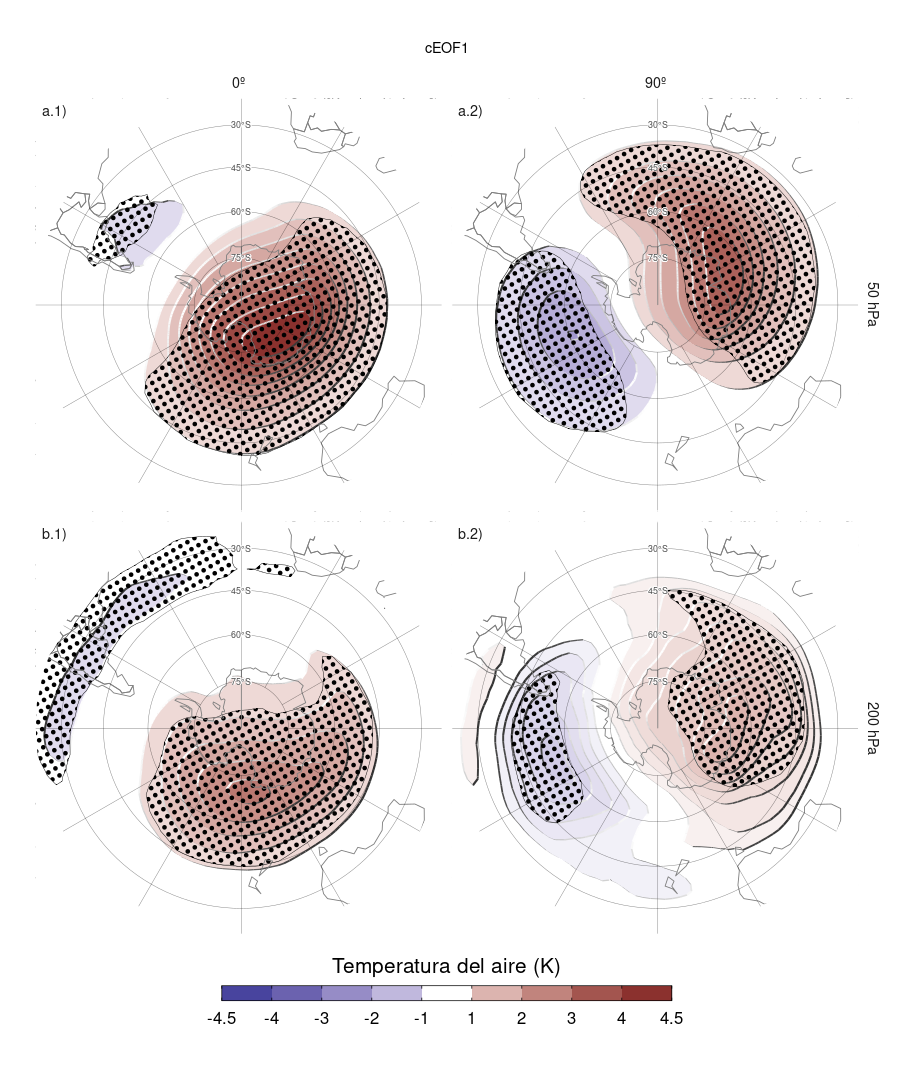 cEOF1
0º 90º
a.1) a.2)
30°S 30°S
45°S 45°S
60°S 60°S
75°S 75°S
50 hPa
b.1) b.2)
30°S 30°S
45°S 45°S
60°S 60°S
75°S 75°S
200 hPa
Temperatura del aire (K)
-4.5 -4 -3 -2 -1 1 2 3 4 4.5